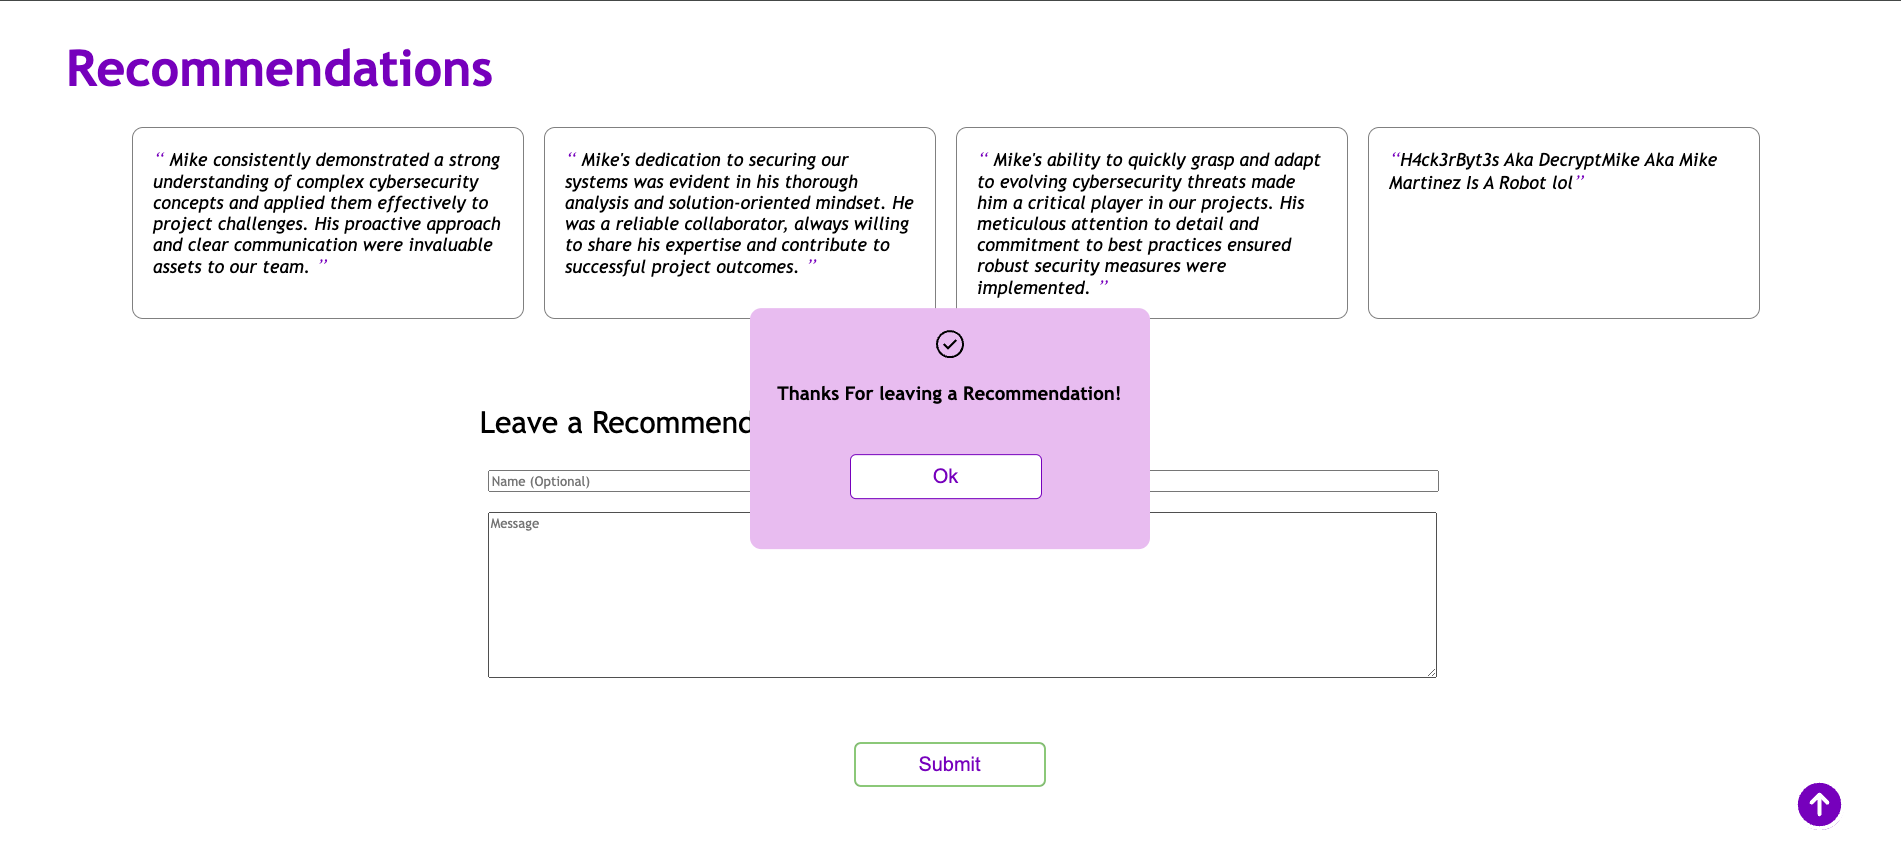 Recommendations
“ Mike consistently demonstrated a strong
understanding of complex cybersecurity
concepts and applied them effectively to
project challenges. His proactive approach
and clear communication were invaluable
assets to our team. ”
“ Mike's dedication to securing our
systems was evident in his thorough
analysis and solution-oriented mindset. He
was a reliable collaborator, always willing
to share his expertise and contribute to
successful project outcomes. ”
“ Mike's ability to quickly grasp and adapt
to evolving cybersecurity threats made
him a critical player in our projects. His
meticulous attention to detail and
commitment to best practices ensured
robust security measures were
implemented. ”
“H4ck3rByt3s Aka DecryptMike Aka Mike
Martinez Is A Robot lol”
Thanks For leaving a Recommendation!
Ok
Leave a Recommend
Name (Optional)
Message
Submit